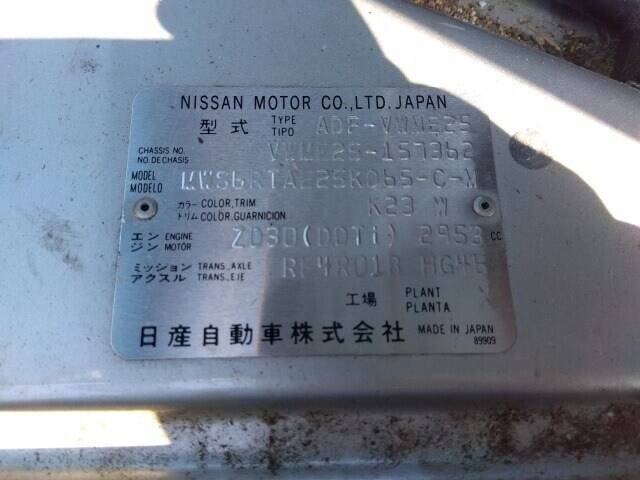 NISSAN MOTOR CO.,LTD. JAPAN
型式 TYPE TIPO ADF-VWME25
CHASSIS NO. NO.DE CHASIS VWME25-157362
MODEL MODELO
カラー COLOR,TRIM トリム COLOR,GUARNICION K23 W
エンジン ENGINE MOTOR ZD30(DDTi) 2953 cc
ミッション アクスル TRANS.,AXLE TRANS.,EJE RE4R01B HG46
工場 PLANT PLANTA
日産自動車株式会社 MADE IN JAPAN
89909